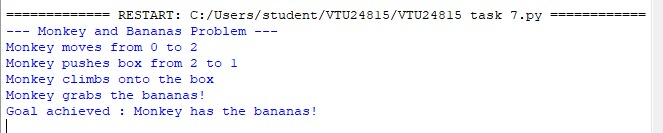 ============= RESTART: C:/Users/student/VTU24815/VTU24815 task 7.py ============
--- Monkey and Bananas Problem ---
Monkey moves from 0 to 2
Monkey pushes box from 2 to 1
Monkey climbs onto the box
Monkey grabs the bananas!
Goal achieved : Monkey has the bananas!